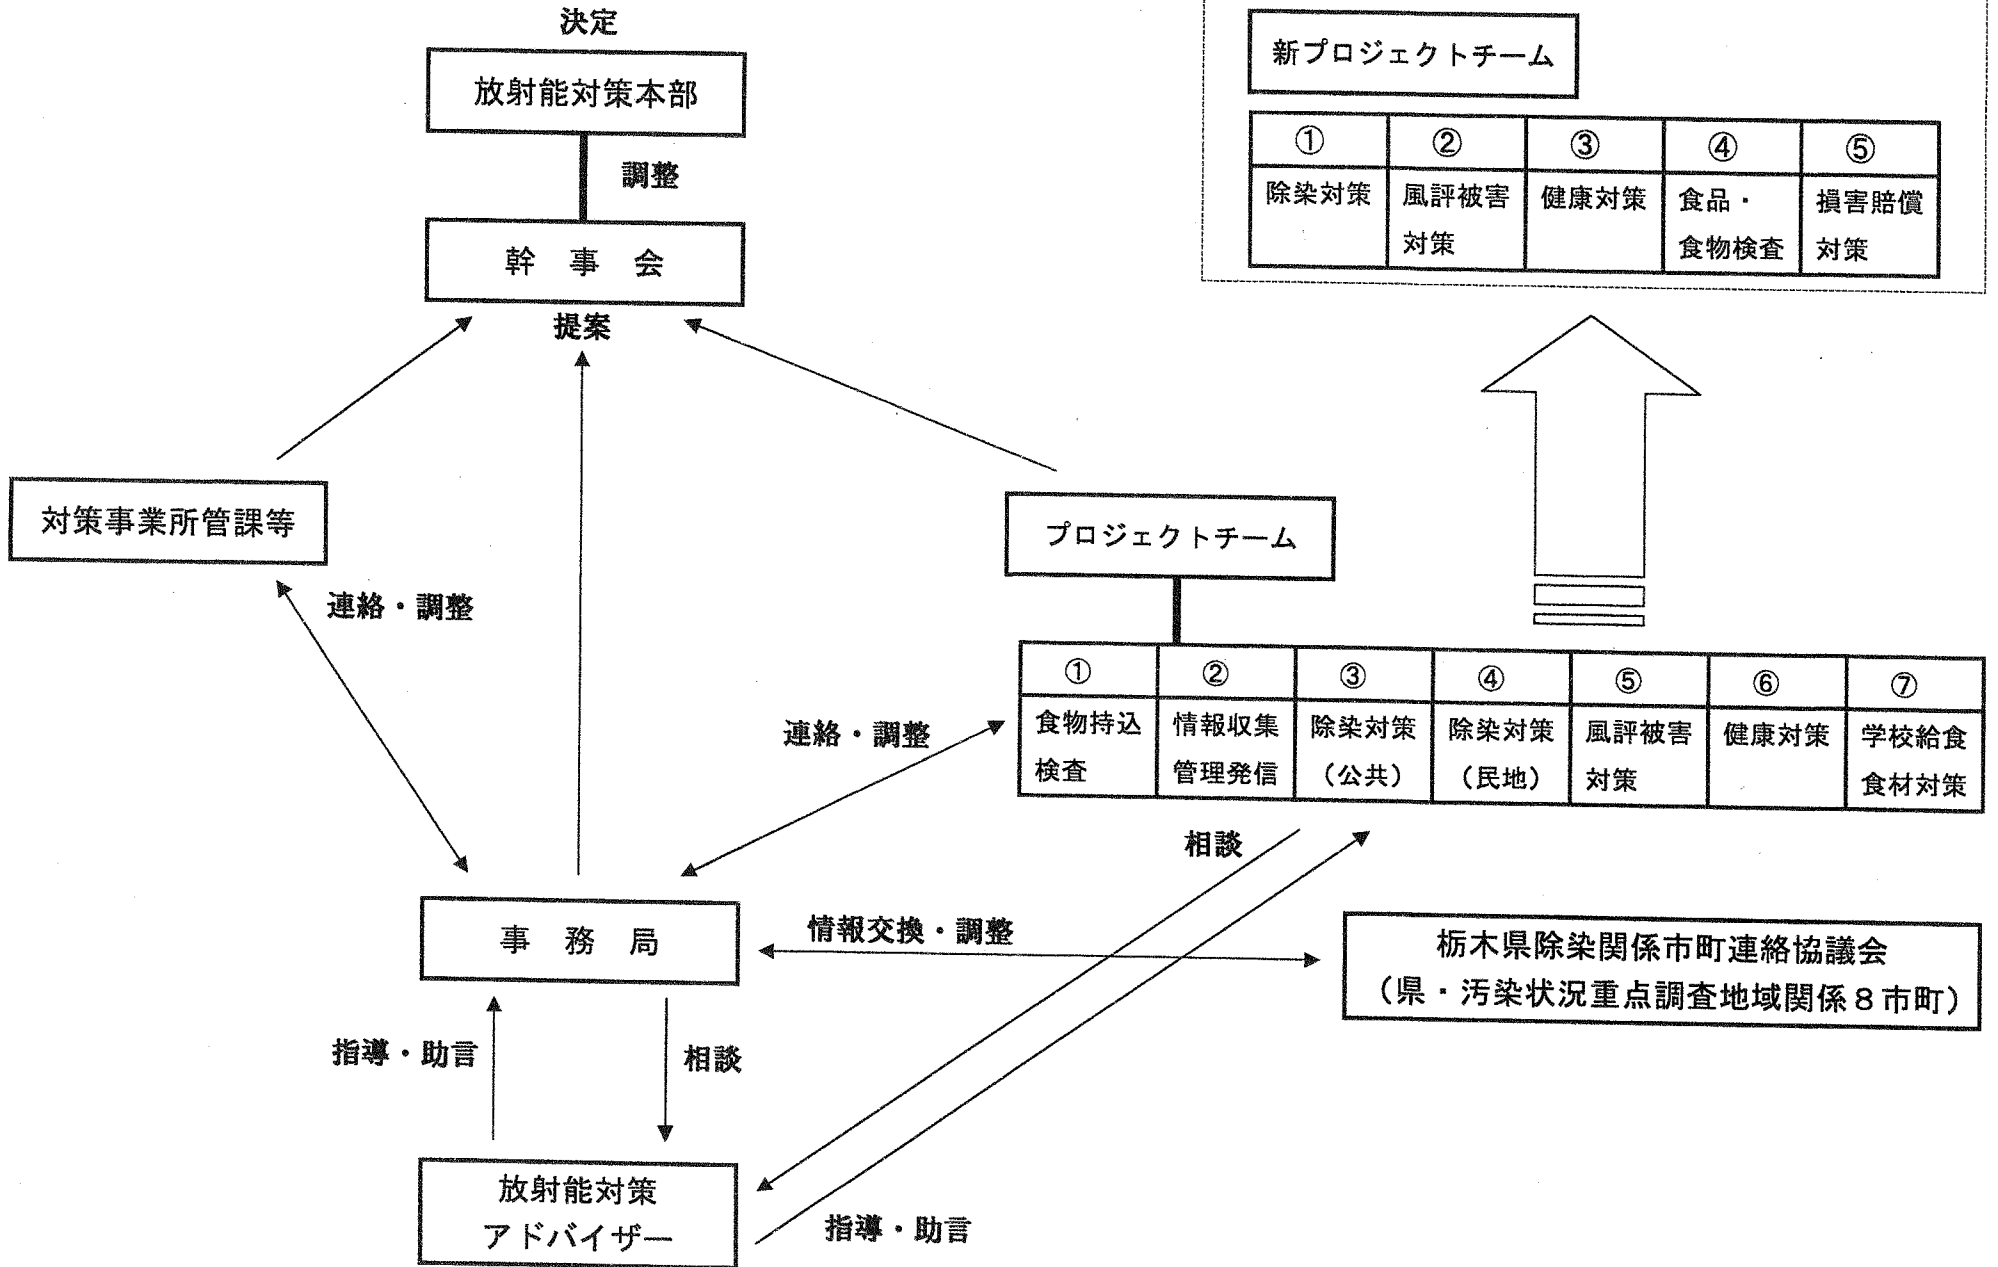 決定
放射能対策本部
調整
幹　事　会
提案
新プロジェクトチーム
① ② ③ ④ ⑤
除染対策
風評被害
対策
健康対策
食品・
食物検査
損害賠償
対策
対策事業所管課等
連絡・調整
プロジェクトチーム
① ② ③ ④ ⑤ ⑥ ⑦
食物持込
検査
情報収集
管理発信
除染対策
（公共）
除染対策
（民地）
風評被害
対策
健康対策
学校給食
食材対策
連絡・調整
相談
事　務　局
情報交換・調整
栃木県除染関係市町連絡協議会
（県・汚染状況重点調査地域関係８市町）
指導・助言
相談
放射能対策
アドバイザー
指導・助言